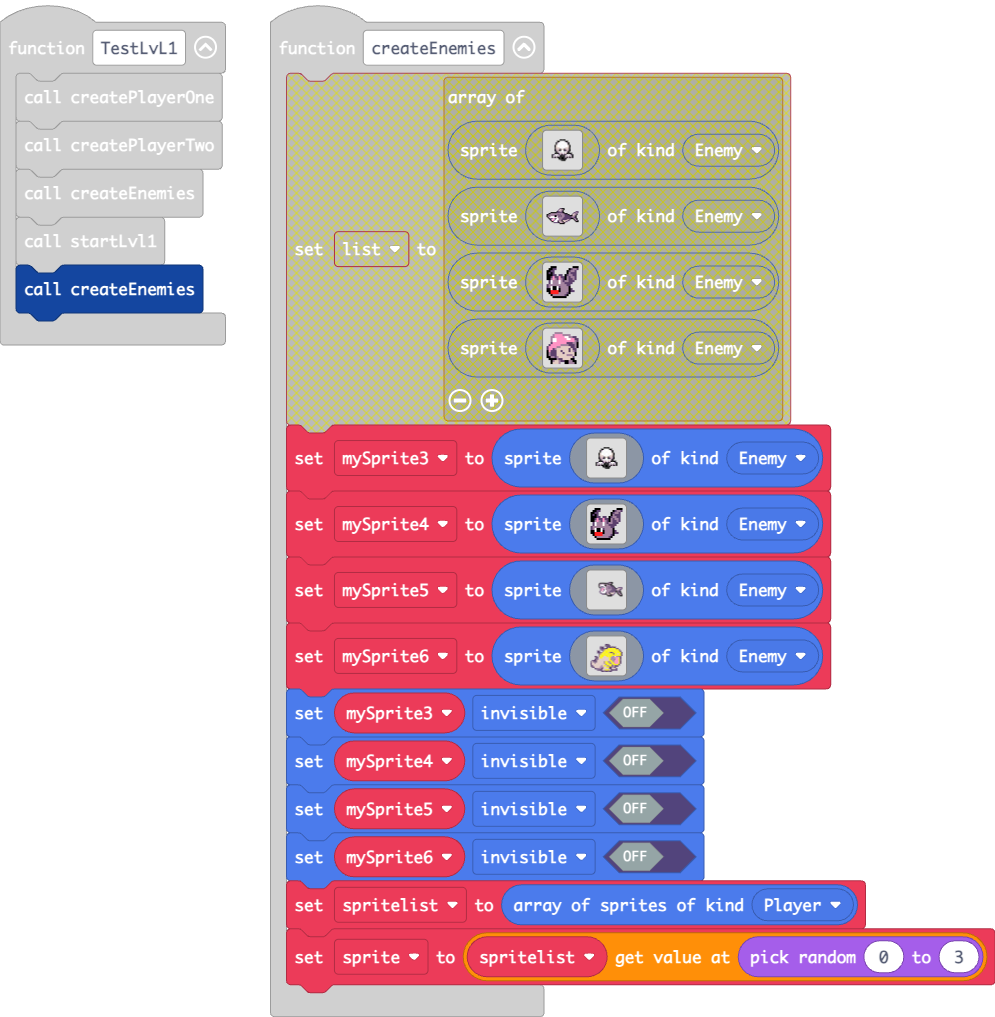 function TestLvL1
call createPlayerOne
call createPlayerTwo
call createEnemies
call startLvl1
call createEnemies
function createEnemies
set list to
array of
sprite of kind Enemy
sprite of kind Enemy
sprite of kind Enemy
sprite of kind Enemy
set mySprite3 to sprite of kind Enemy
set mySprite4 to sprite of kind Enemy
set mySprite5 to sprite of kind Enemy
set mySprite6 to sprite of kind Enemy
set mySprite3 invisible OFF
set mySprite4 invisible OFF
set mySprite5 invisible OFF
set mySprite6 invisible OFF
set spritelist to array of sprites of kind Player
set sprite to spritelist get value at pick random 0 to 3